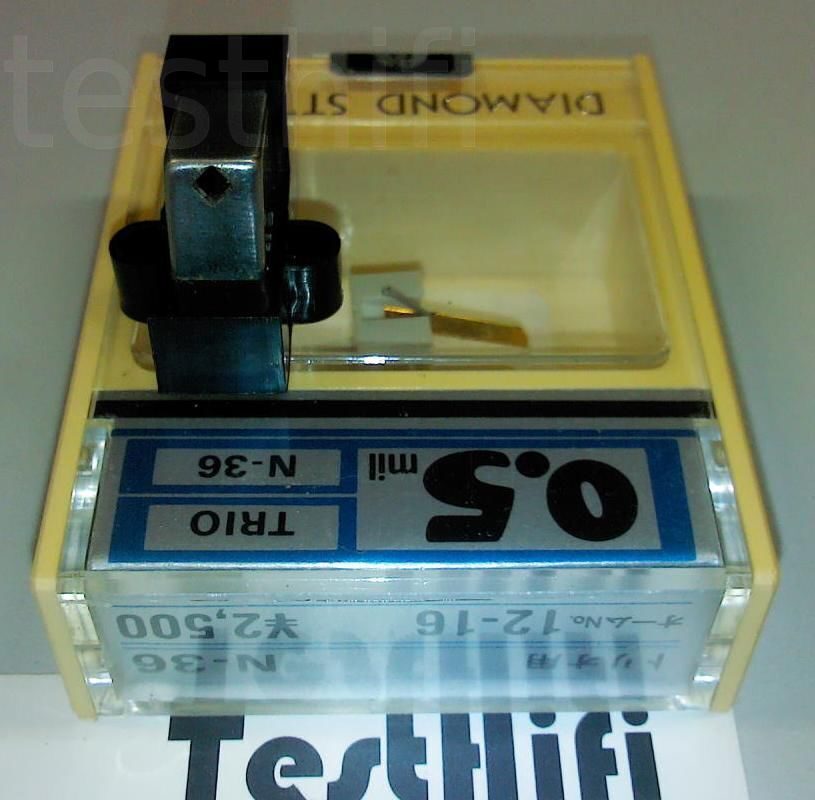 testhifi
DIAMOND ST
0.5 mil
TRIO
N-36
トリオ用 N-36
オームNo. 12-16 ¥2,500
TestHifi